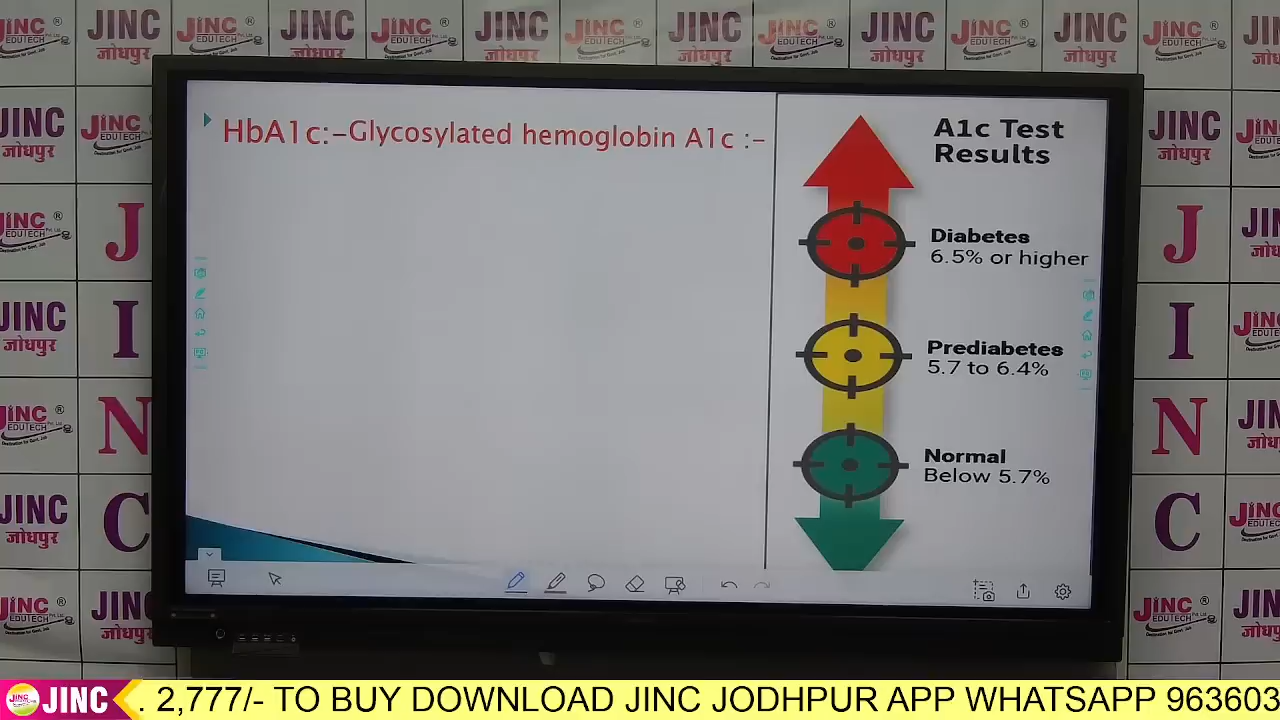 HbA1c:-Glycosylated hemoglobin A1c :-
A1c Test
Results
Diabetes
6.5% or higher
Prediabetes
5.7 to 6.4%
Normal
Below 5.7%
JINC
जोधपुर
JINC
EDUTECH
J
I
N
C
JINC . 2,777/- TO BUY DOWNLOAD JINC JODHPUR APP WHATSAPP 963603